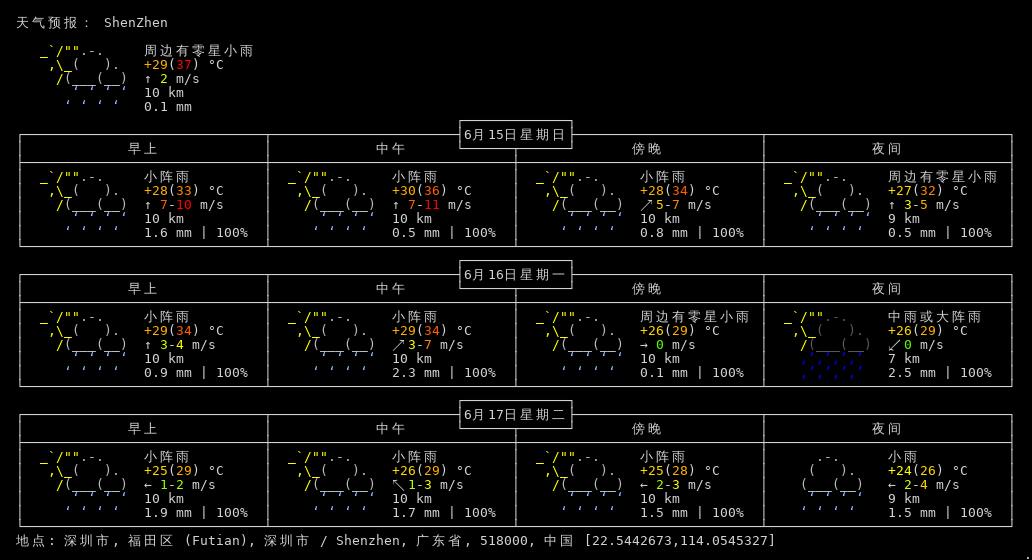 天气预报： ShenZhen
周边有零星小雨
+29(37) °C
↑ 2 m/s
10 km
0.1 mm
6月15日星期日
早上 中午 傍晚 夜间
小阵雨 小阵雨 小阵雨 周边有零星小雨
+28(33) °C +30(36) °C +28(34) °C +27(32) °C
↑ 7-10 m/s ↑ 7-11 m/s ↗ 5-7 m/s ↑ 3-5 m/s
10 km 10 km 10 km 9 km
1.6 mm | 100% 0.5 mm | 100% 0.8 mm | 100% 0.5 mm | 100%
6月16日星期一
早上 中午 傍晚 夜间
小阵雨 小阵雨 周边有零星小雨 中雨或大阵雨
+29(34) °C +29(34) °C +26(29) °C +26(29) °C
↑ 3-4 m/s ↗ 3-7 m/s → 0 m/s ↙ 0 m/s
10 km 10 km 10 km 7 km
0.9 mm | 100% 2.3 mm | 100% 0.1 mm | 100% 2.5 mm | 100%
6月17日星期二
早上 中午 傍晚 夜间
小阵雨 小阵雨 小阵雨 小雨
+25(29) °C +26(29) °C +25(28) °C +24(26) °C
← 1-2 m/s ↖ 1-3 m/s ← 2-3 m/s ← 2-4 m/s
10 km 10 km 10 km 9 km
1.9 mm | 100% 1.7 mm | 100% 1.5 mm | 100% 1.5 mm | 100%
地点: 深圳市, 福田区 (Futian), 深圳市 / Shenzhen, 广东省, 518000, 中国 [22.5442673,114.0545327]